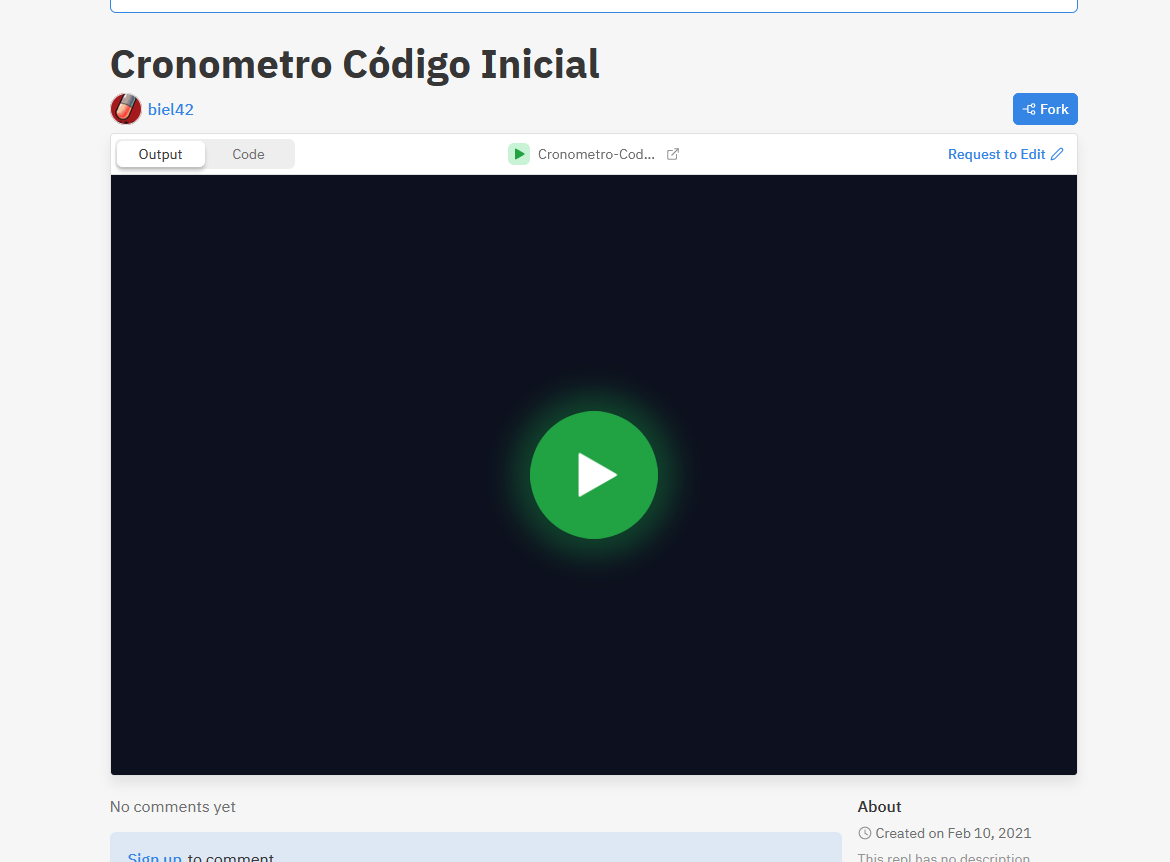 Cronometro Código Inicial
biel42
Fork
Output
Code
Cronometro-Cod...
Request to Edit
No comments yet
Sign up to comment
About
Created on Feb 10, 2021
This repl has no description